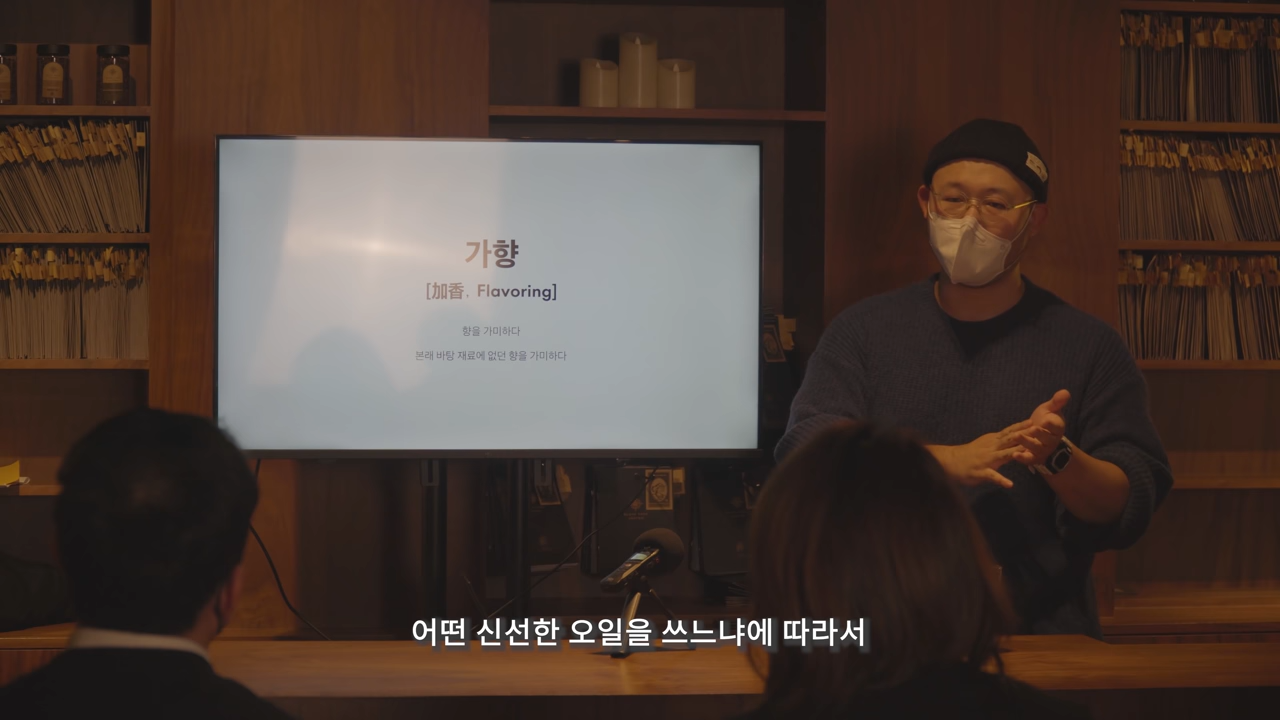 가향
[加香, Flavoring]
향을 가미하다
본래 바탕 재료에 없던 향을 가미하다
어떤 신선한 오일을 쓰느냐에 따라서